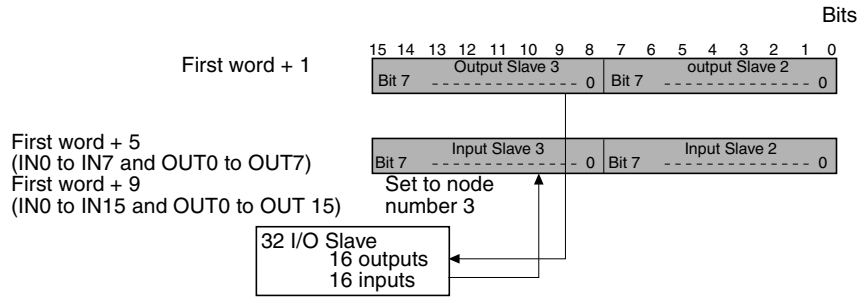 Bits
15 14 13 12 11 10 9 8 7 6 5 4 3 2 1 0
First word + 1
Output Slave 3 output Slave 2
Bit 7 - - - - - - - - - - - - - - 0 Bit 7 - - - - - - - - - - - - - - 0
First word + 5
(IN0 to IN7 and OUT0 to OUT7)
Input Slave 3 Input Slave 2
Bit 7 - - - - - - - - - - - - - - 0 Bit 7 - - - - - - - - - - - - - - 0
First word + 9
(IN0 to IN15 and OUT0 to OUT 15)
Set to node
number 3
32 I/O Slave
16 outputs
16 inputs